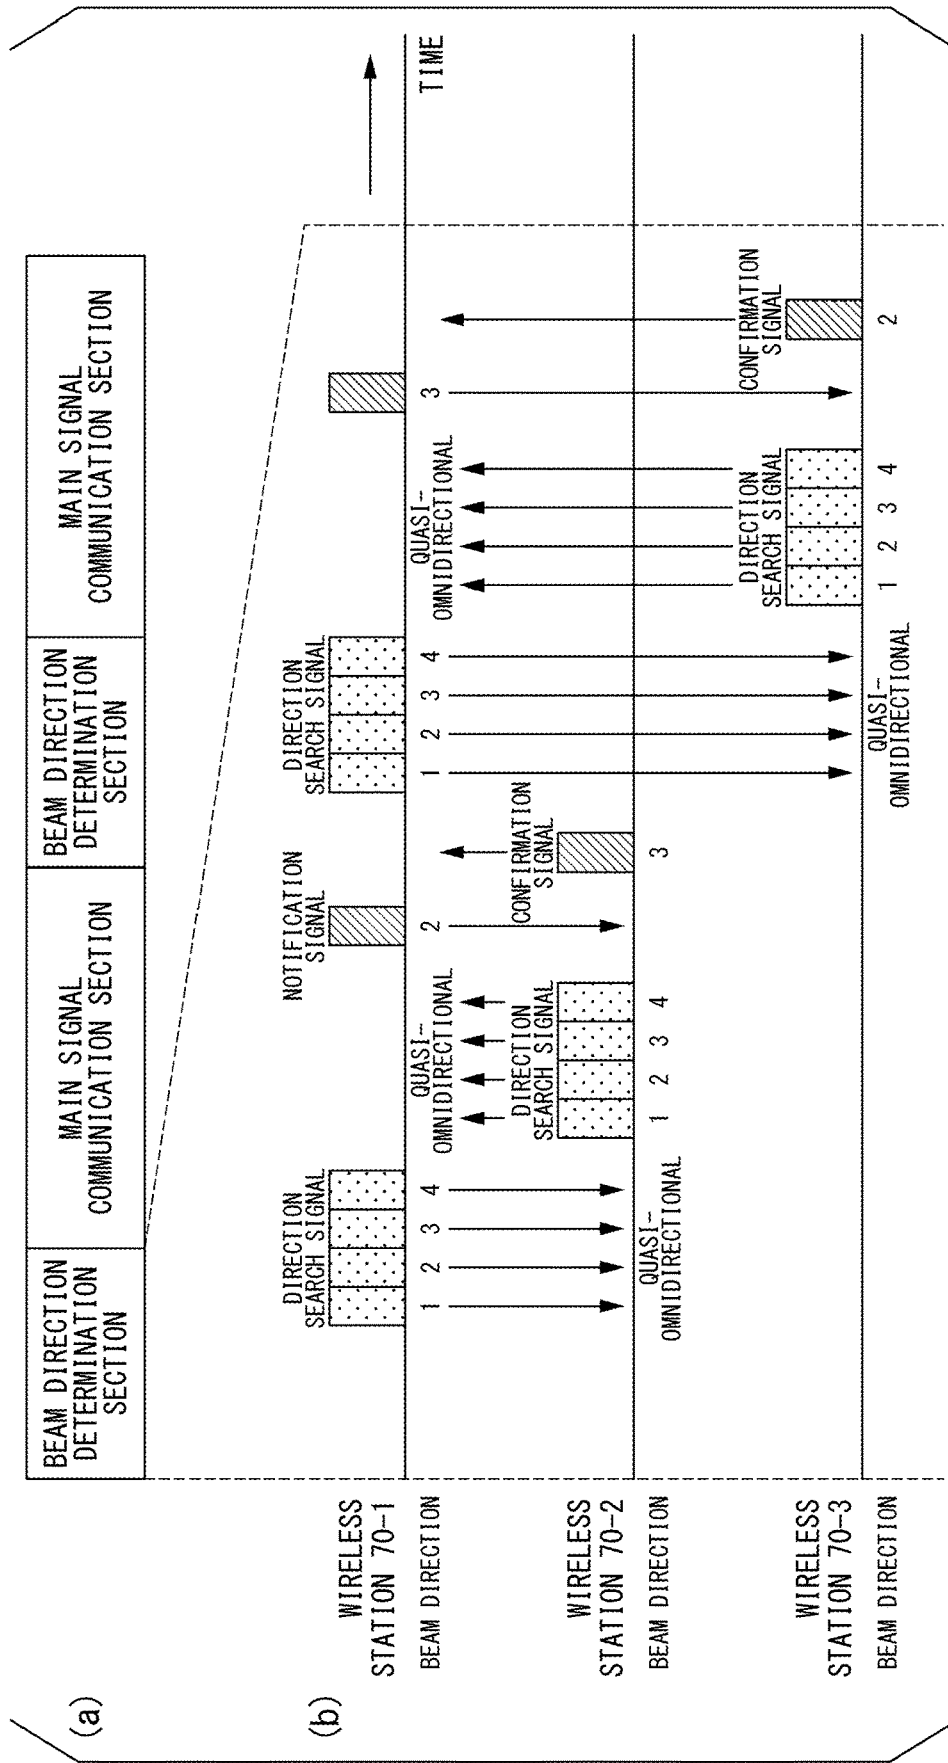 (a)
BEAM DIRECTION
DETERMINATION
SECTION
MAIN SIGNAL
COMMUNICATION SECTION
BEAM DIRECTION
DETERMINATION
SECTION
MAIN SIGNAL
COMMUNICATION SECTION
(b)
WIRELESS
STATION 70-1
BEAM DIRECTION
DIRECTION
SEARCH SIGNAL
1 2 3 4
QUASI-
OMNIDIRECTIONAL
NOTIFICATION
SIGNAL
2
DIRECTION
SEARCH SIGNAL
1 2 3 4
QUASI-
OMNIDIRECTIONAL
3
TIME
WIRELESS
STATION 70-2
BEAM DIRECTION
QUASI-
OMNIDIRECTIONAL
DIRECTION
SEARCH SIGNAL
1 2 3 4
CONFIRMATION
SIGNAL
3
WIRELESS
STATION 70-3
BEAM DIRECTION
QUASI-
OMNIDIRECTIONAL
DIRECTION
SEARCH SIGNAL
1 2 3 4
CONFIRMATION
SIGNAL
2